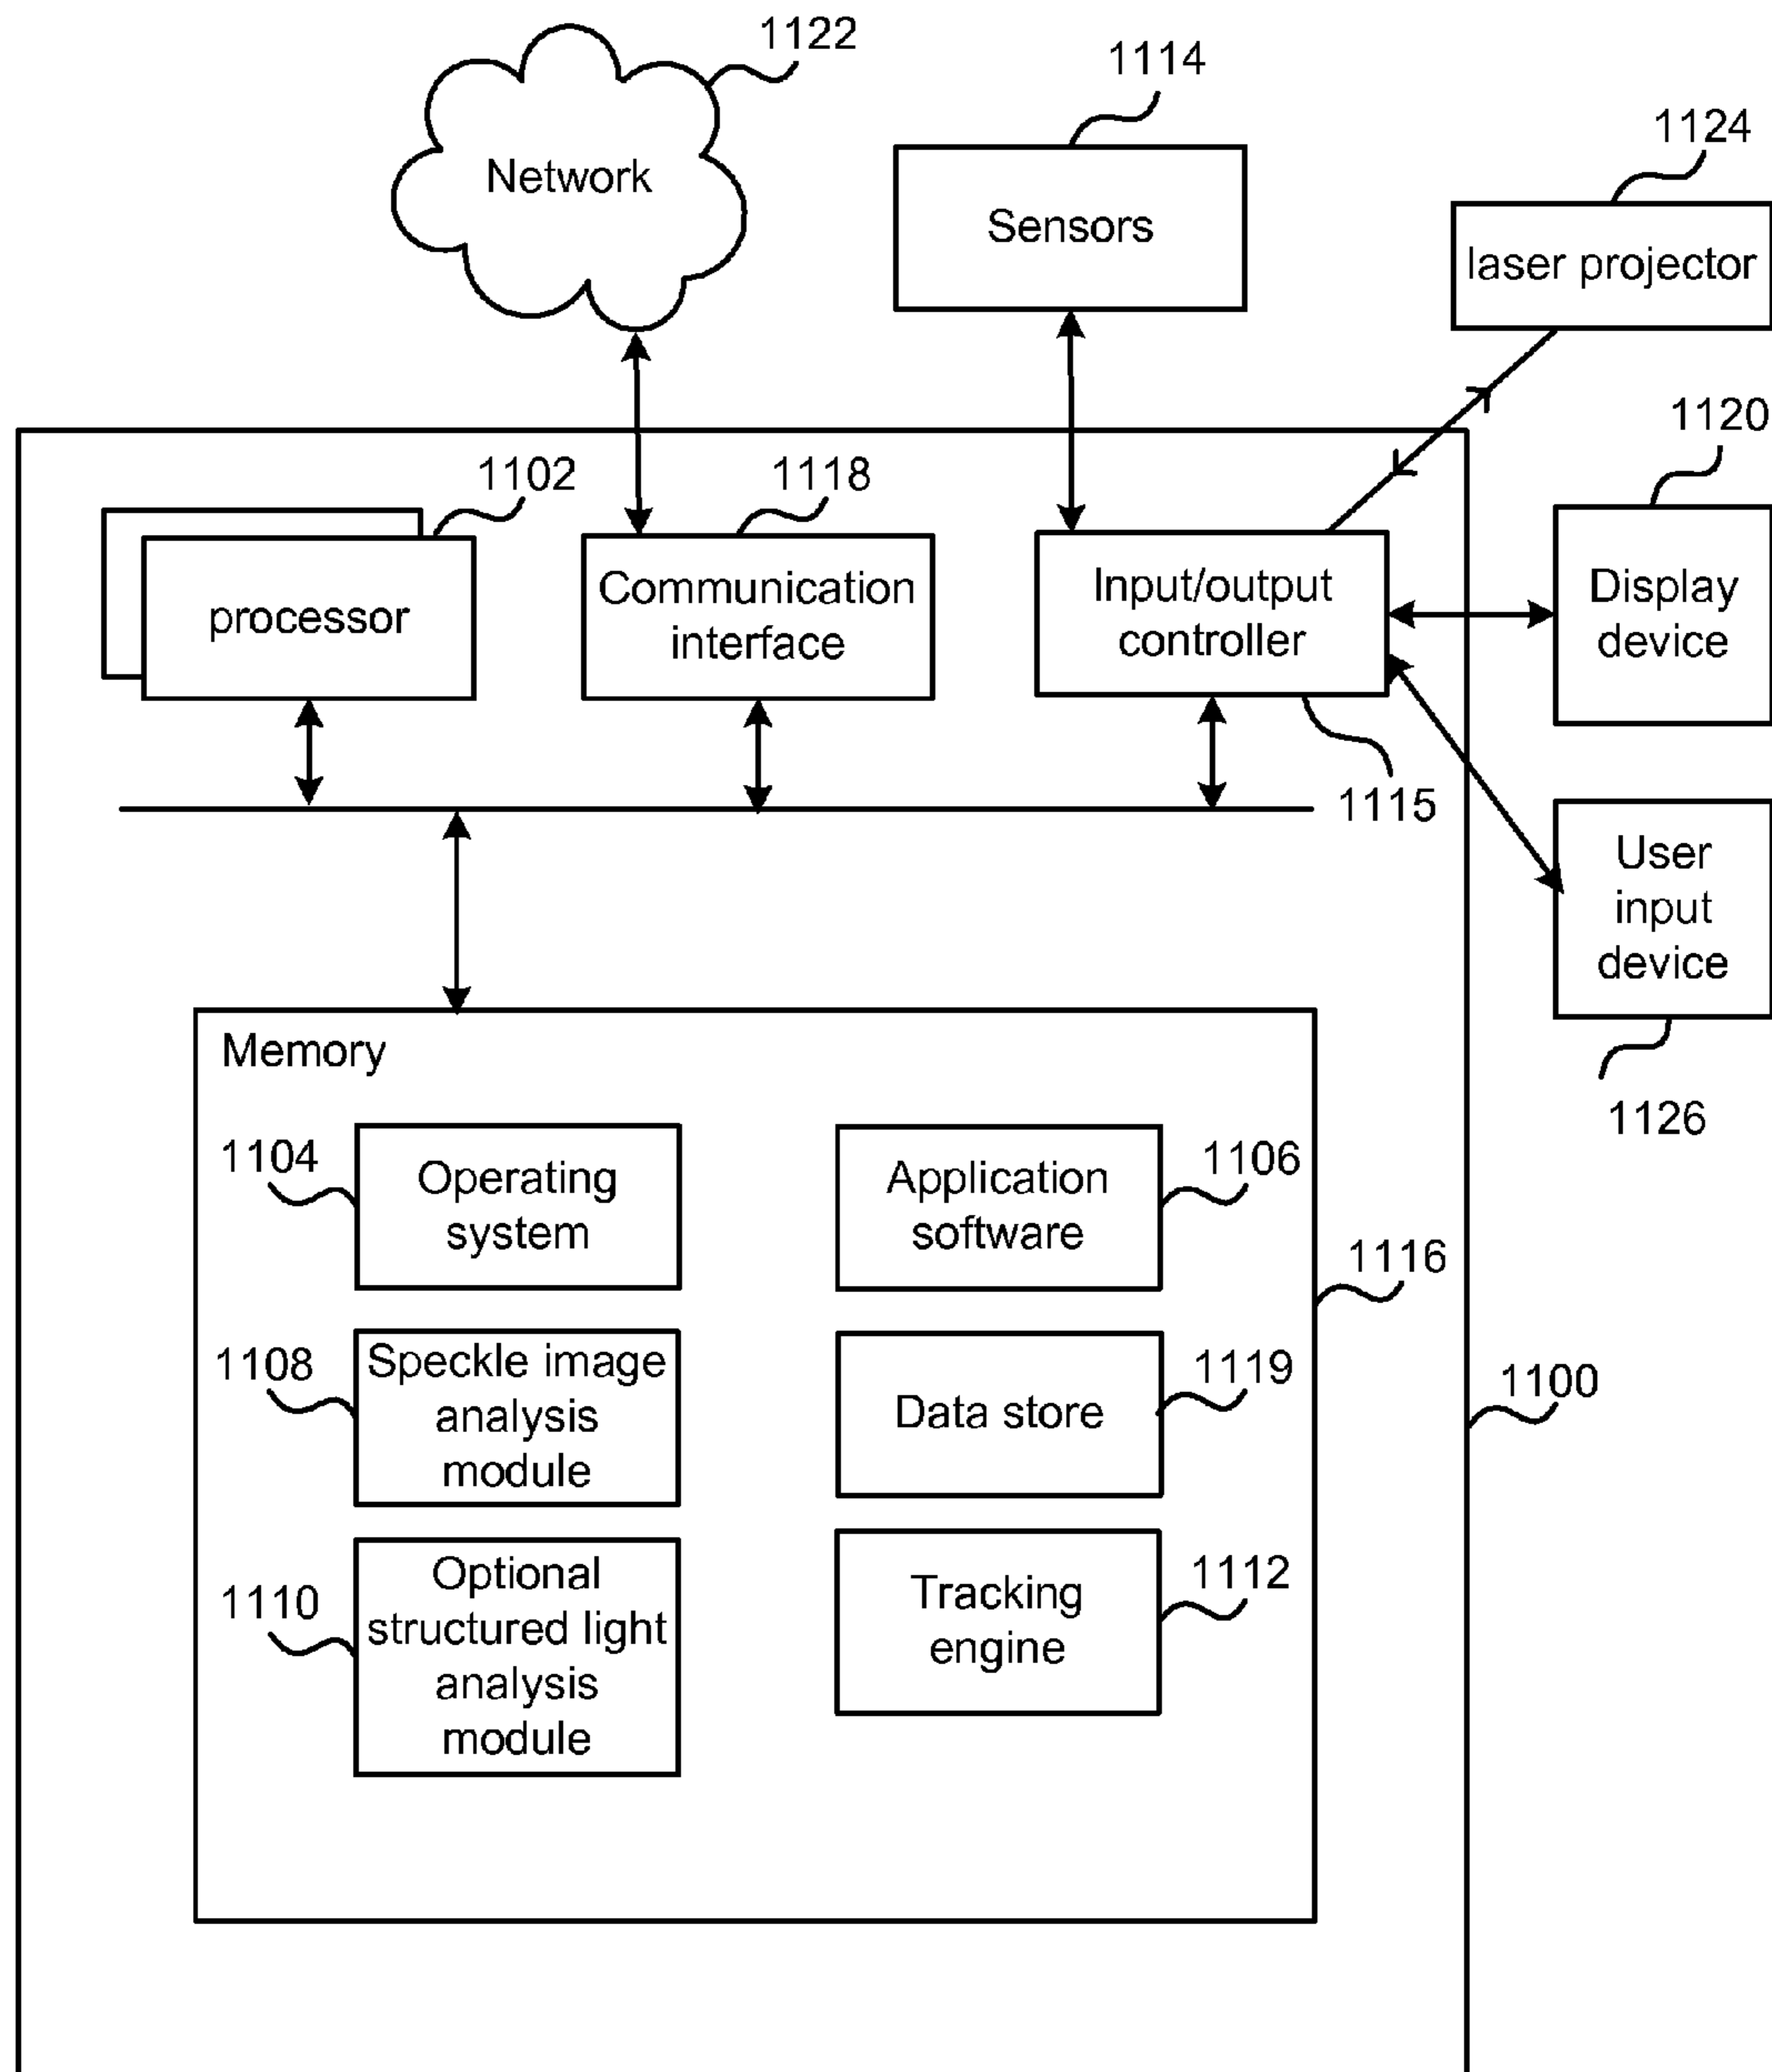 1122
Network
1114
Sensors
1124
laser projector
1120
Display
device
1102
processor
1118
Communication
interface
Input/output
controller
1115
User
input
device
1126
Memory
1104
Operating
system
Application
software
1106
1116
1108
Speckle image
analysis
module
Data store
1119
1100
1110
Optional
structured light
analysis
module
Tracking
engine
1112